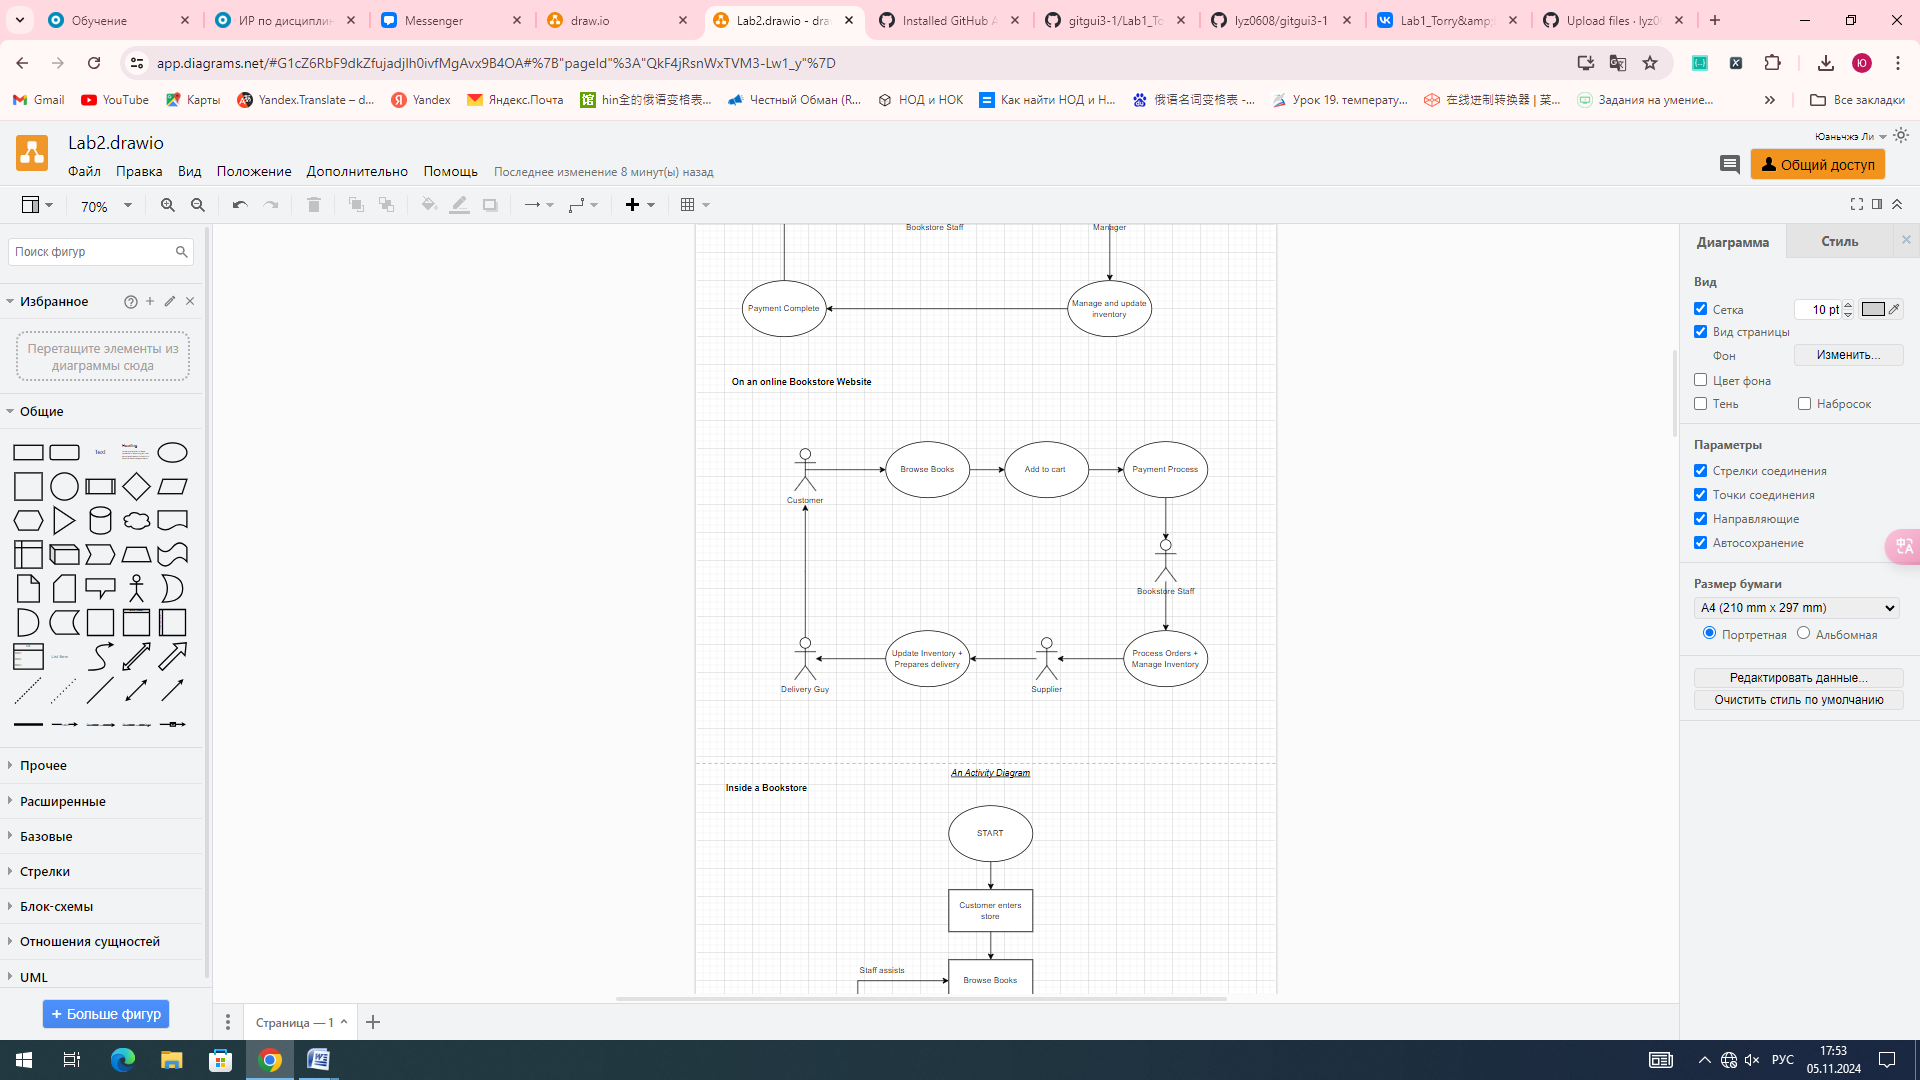 Обучение
ИР по дисциплин
Messenger
draw.io
Lab2.drawio - dra
Installed GitHub A
gitgui3-1/Lab1_To
lyz0608/gitgui3-1
Lab1_Torry&amp;
Upload files · lyz0
app.diagrams.net/#G1cZ6RbF9dkZfujadjlh0ivfMgAvx9B4OA#%7B"pageId"%3A"QkF4jRsnWxTVM3-Lw1_y"%7D
Ю
Gmail
YouTube
Карты
Yandex.Translate – d...
Yandex
Яндекс.Почта
hin全的俄语变格表...
Честный Обман (R...
НОД и НОК
Как найти НОД и Н...
俄语名词变格表 -...
Урок 19. температу...
在线进制转换器 | 菜...
Задания на умение...
Все закладки
Lab2.drawio
Юаньчжэ Ли
Файл
Правка
Вид
Положение
Дополнительно
Помощь
Последнее изменение 8 минут(ы) назад
Общий доступ
70%
Поиск фигур
Избранное
Перетащите элементы из
диаграммы сюда
Общие
Text
Heading
List Item
Прочее
Расширенные
Базовые
Стрелки
Блок-схемы
Отношения сущностей
UML
+ Больше фигур
Bookstore Staff
Manager
Payment Complete
Manage and update
inventory
On an online Bookstore Website
Customer
Browse Books
Add to cart
Payment Process
Bookstore Staff
Delivery Guy
Update Inventory +
Prepares delivery
Supplier
Process Orders +
Manage Inventory
An Activity Diagram
Inside a Bookstore
START
Customer enters
store
Staff assists
Browse Books
Страница — 1
Диаграмма
Стиль
Вид
Сетка
10 pt
Вид страницы
Фон
Изменить...
Цвет фона
Тень
Набросок
Параметры
Стрелки соединения
Точки соединения
Направляющие
Автосохранение
Размер бумаги
A4 (210 mm x 297 mm)
Портретная
Альбомная
Редактировать данные...
Очистить стиль по умолчанию
РУС
17:53
05.11.2024